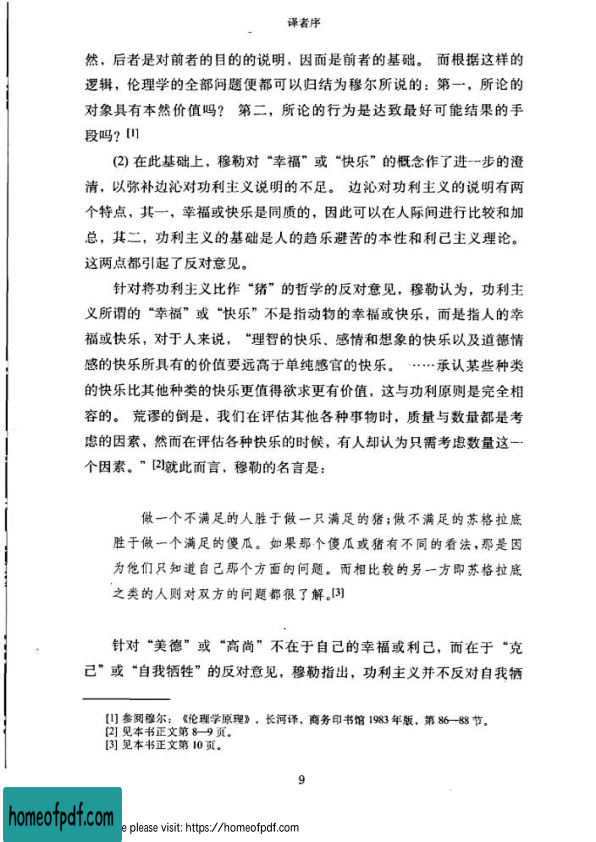 译者序
然，后者是对前者的目的的说明，因而是前者的基础。 而根据这样的
逻辑，伦理学的全部问题便都可以归结为穆尔所说的：第一，所论的
对象具有本然价值吗？ 第二，所论的行为是达致最好可能结果的手
段吗？[1]
(2) 在此基础上，穆勒对“幸福”或“快乐”的概念作了进一步的澄
清，以弥补边沁对功利主义说明的不足。 边沁对功利主义的说明有两
个特点，其一，幸福或快乐是同质的，因此可以在人际间进行比较和加
总，其二，功利主义的基础是人的趋乐避苦的本性和利己主义理论。
这两点都引起了反对意见。
针对将功利主义比作“猪”的哲学的反对意见，穆勒认为，功利主
义所谓的“幸福”或“快乐”不是指动物的幸福或快乐，而是指人的幸
福或快乐，对于人来说，“理智的快乐、感情和想象的快乐以及道德情
感的快乐所具有的价值要远高于单纯感官的快乐。 ……承认某些种类
的快乐比其他种类的快乐更值得欲求更有价值，这与功利原则是完全相
容的。 荒谬的倒是，我们在评估其他各种事物时，质量与数量都是考
虑的因素，然而在评估各种快乐的时候，有人却认为只需考虑数量这一
个因素。”[2]就此而言，穆勒的名言是：
做一个不满足的人胜于做一只满足的猪；做不满足的苏格拉底
胜于做一个满足的傻瓜。如果那个傻瓜或猪有不同的看法，那是因
为他们只知道自己那个方面的问题。而相比较的另一方即苏格拉底
之类的人则对双方的问题都很了解。[3]
针对“美德”或“高尚”不在于自己的幸福或利己，而在于“克
己”或“自我牺牲”的反对意见，穆勒指出，功利主义并不反对自我牺
[1] 参阅穆尔：《伦理学原理》，长河译，商务印书馆 1983 年版，第 86—88 节。
[2] 见本书正文第 8—9 页。
[3] 见本书正文第 10 页。
9
homeofpdf.com
e please visit: https://homeofpdf.com